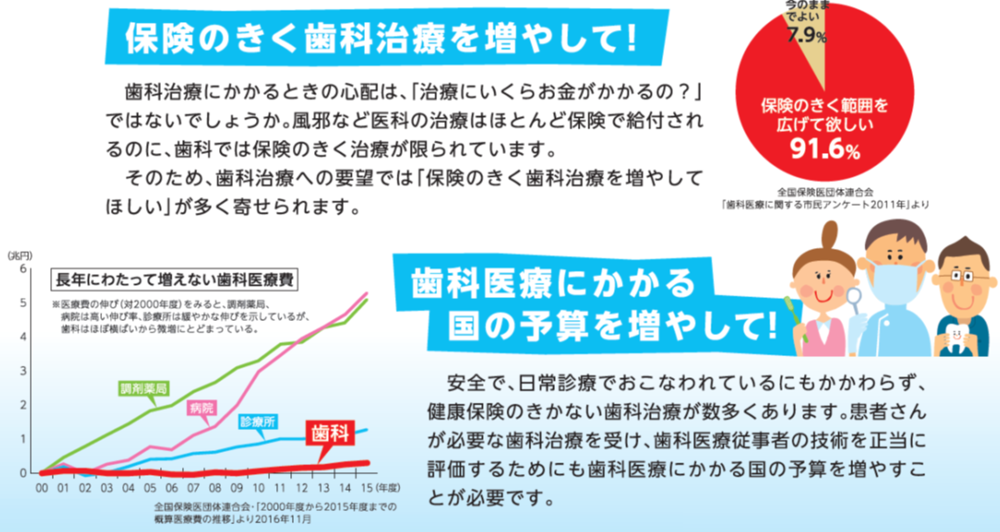 保険のきく歯科治療を増やして!
歯科治療にかかるときの心配は、「治療にいくらお金がかかるの？」
ではないでしょうか。風邪など医科の治療はほとんど保険で給付され
るのに、歯科では保険のきく治療が限られています。
そのため、歯科治療への要望では「保険のきく歯科治療を増やして
ほしい」が多く寄せられます。
今のまま
でよい
7.9%
保険のきく範囲を
広げて欲しい
91.6%
全国保険医団体連合会
「歯科医療に関する市民アンケート2011年」より
(兆円)
長年にわたって増えない歯科医療費
※医療費の伸び(対2000年度)をみると、調剤薬局、
病院は高い伸び率、診療所は緩やかな伸びを示しているが、
歯科はほぼ横ばいから微増にとどまっている。
6
5
4
3
2
1
0
調剤薬局
病院
診療所
歯科
00 01 02 03 04 05 06 07 08 09 10 11 12 13 14 15 (年度)
全国保険医団体連合会・「2000年度から2015年度までの
概算医療費の推移」より2016年11月
歯科医療にかかる
国の予算を増やして!
安全で、日常診療でおこなわれているにもかかわらず、
健康保険のきかない歯科治療が数多くあります。患者さん
が必要な歯科治療を受け、歯科医療従事者の技術を正当に
評価するためにも歯科医療にかかる国の予算を増やすこ
とが必要です。